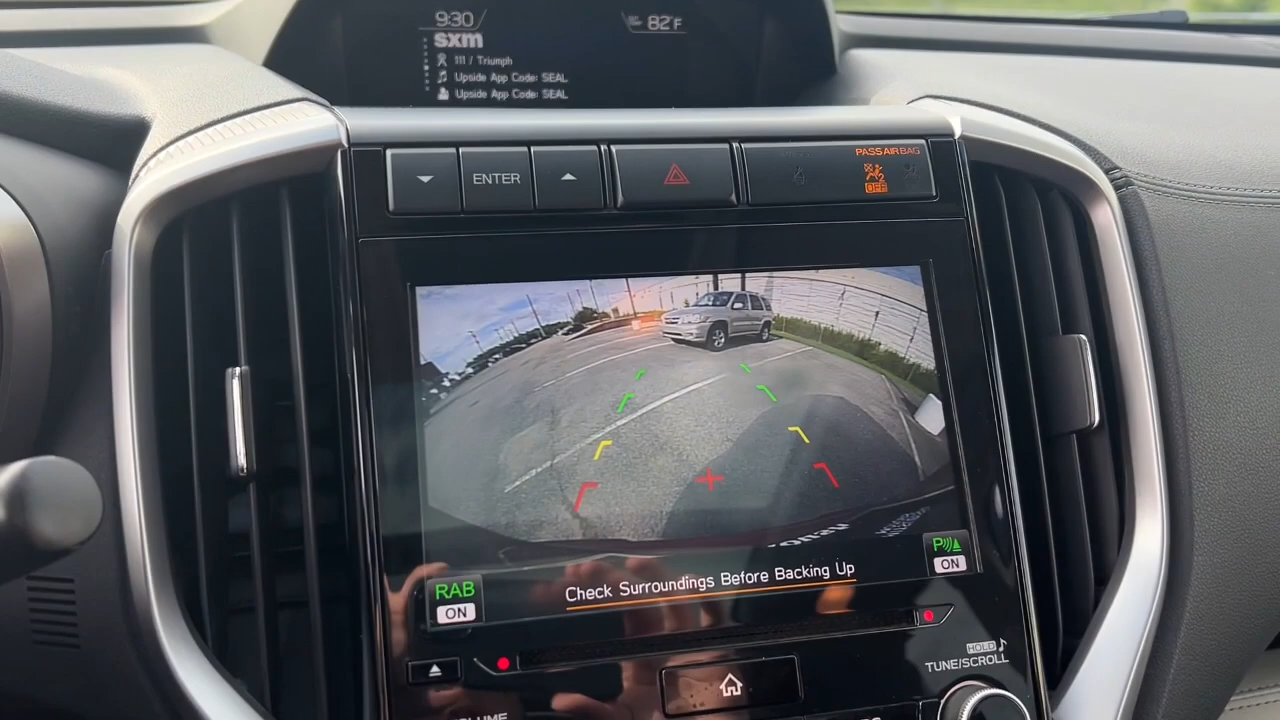 9:30
82°F
sxm
111 / Triumph
Upside App Code: SEAL
Upside App Code: SEAL
ENTER
PASS AIR BAG
2
OFF
RAB
ON
P
ON
Check Surroundings Before Backing Up
HOLD
TUNE/SCROLL
VOLUME